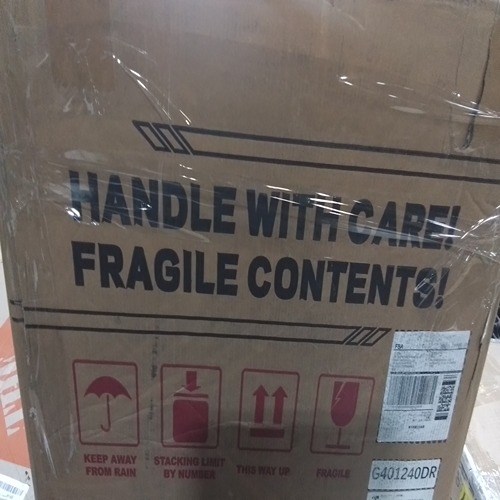 HANDLE WITH CARE!
FRAGILE CONTENTS!
KEEP AWAY
FROM RAIN
STACKING LIMIT
BY NUMBER
THIS WAY UP
FRAGILE
G401240DR